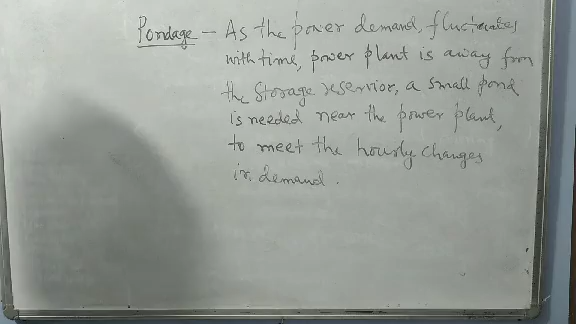 Pondage - As the power demand, fluctuates
with time, power plant is away from
the storage reservior, a small pond
is needed near the power plant,
to meet the hourly changes
in demand.